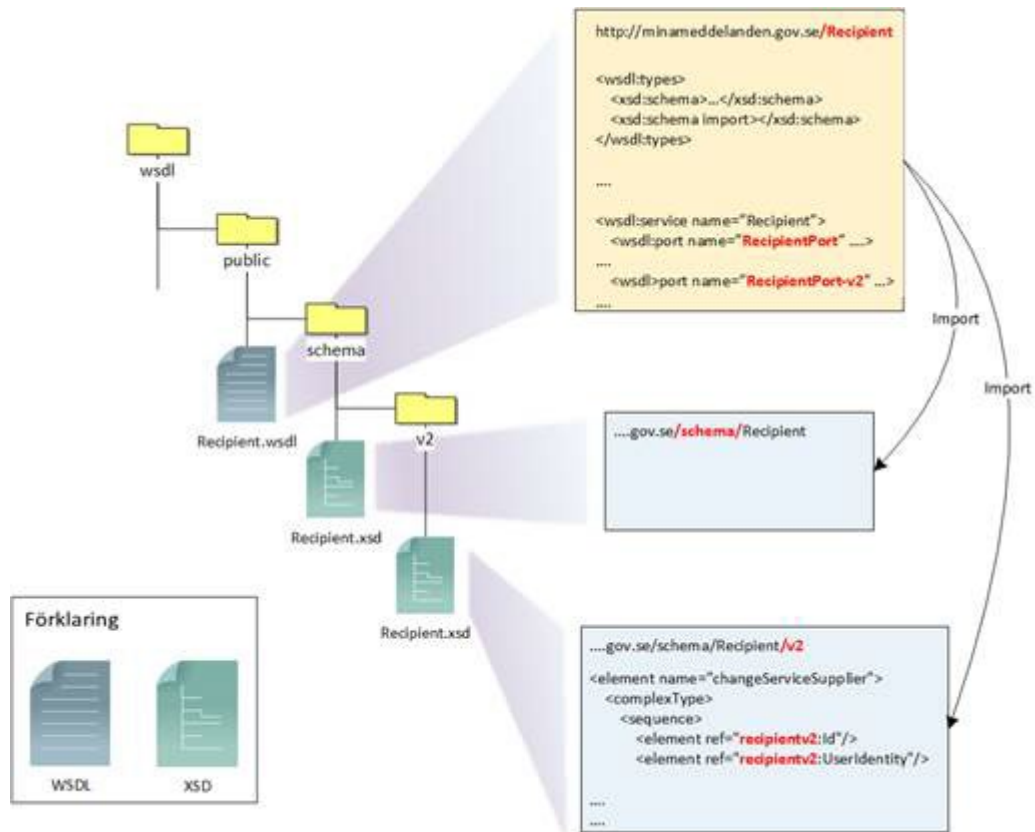 http://minameddelanden.gov.se/Recipient
<wsdl:types>
<xsd:schema>...</xsd:schema>
<xsd:schema import></xsd:schema>
</wsdl:types>
....
<wsdl:service name="Recipient">
<wsdl:port name="RecipientPort" ....>
....
<wsdl>port name="RecipientPort-v2" ...>
....
wsdl
public
schema
Recipient.wsdl
v2
Recipient.xsd
Recipient.xsd
Import
Import
....gov.se/schema/Recipient
....gov.se/schema/Recipient/v2
<element name="changeServiceSupplier">
<complexType>
<sequence>
<element ref="recipientv2:Id"/>
<element ref="recipientv2:UserIdentity"/>
....
....
Förklaring
WSDL
XSD